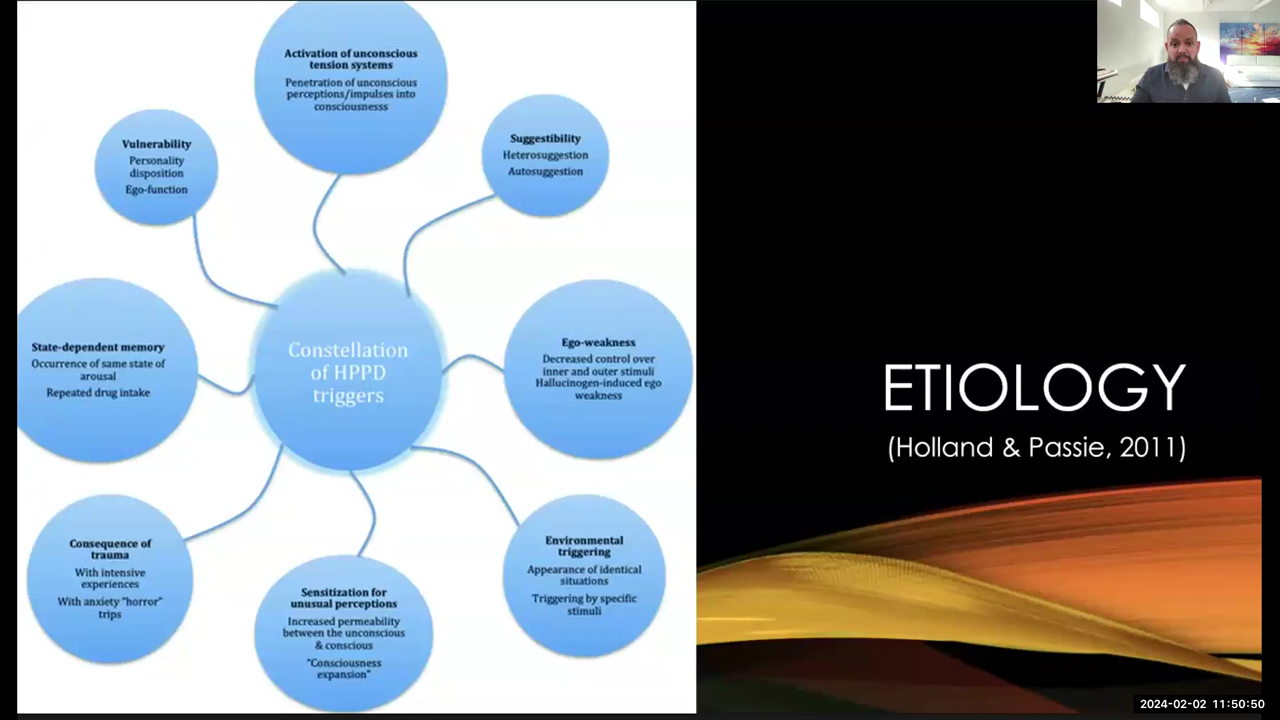 Activation of unconscious
tension systems
Penetration of unconscious
perceptions/impulses into
consciousnesss
Suggestibility
Heterosuggestion
Autosuggestion
Vulnerability
Personality
disposition
Ego-function
Constellation
of HPPD
triggers
State-dependent memory
Occurrence of same state of
arousal
Repeated drug intake
Ego-weakness
Decreased control over
inner and outer stimuli
Hallucinogen-induced ego
weakness
Consequence of
trauma
With intensive
experiences
With anxiety "horror"
trips
Sensitization for
unusual perceptions
Increased permeability
between the unconscious
& conscious
"Consciousness
expansion"
Environmental
triggering
Appearance of identical
situations
Triggering by specific
stimuli
ETIOLOGY
(Holland & Passie, 2011)
2024-02-02 11:50:50